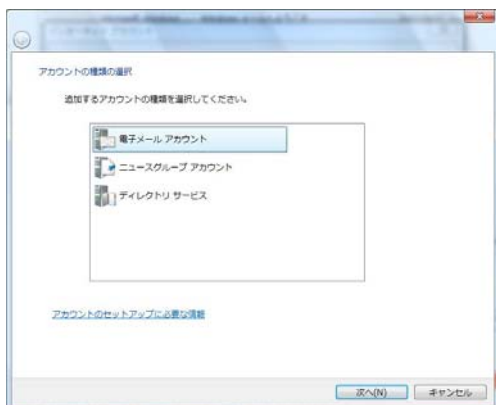 アカウントの種類の選択
追加するアカウントの種類を選択してください。
電子メール アカウント
ニュースグループ アカウント
ディレクトリ サービス
アカウントのセットアップに必要な情報
次へ(N)
キャンセル